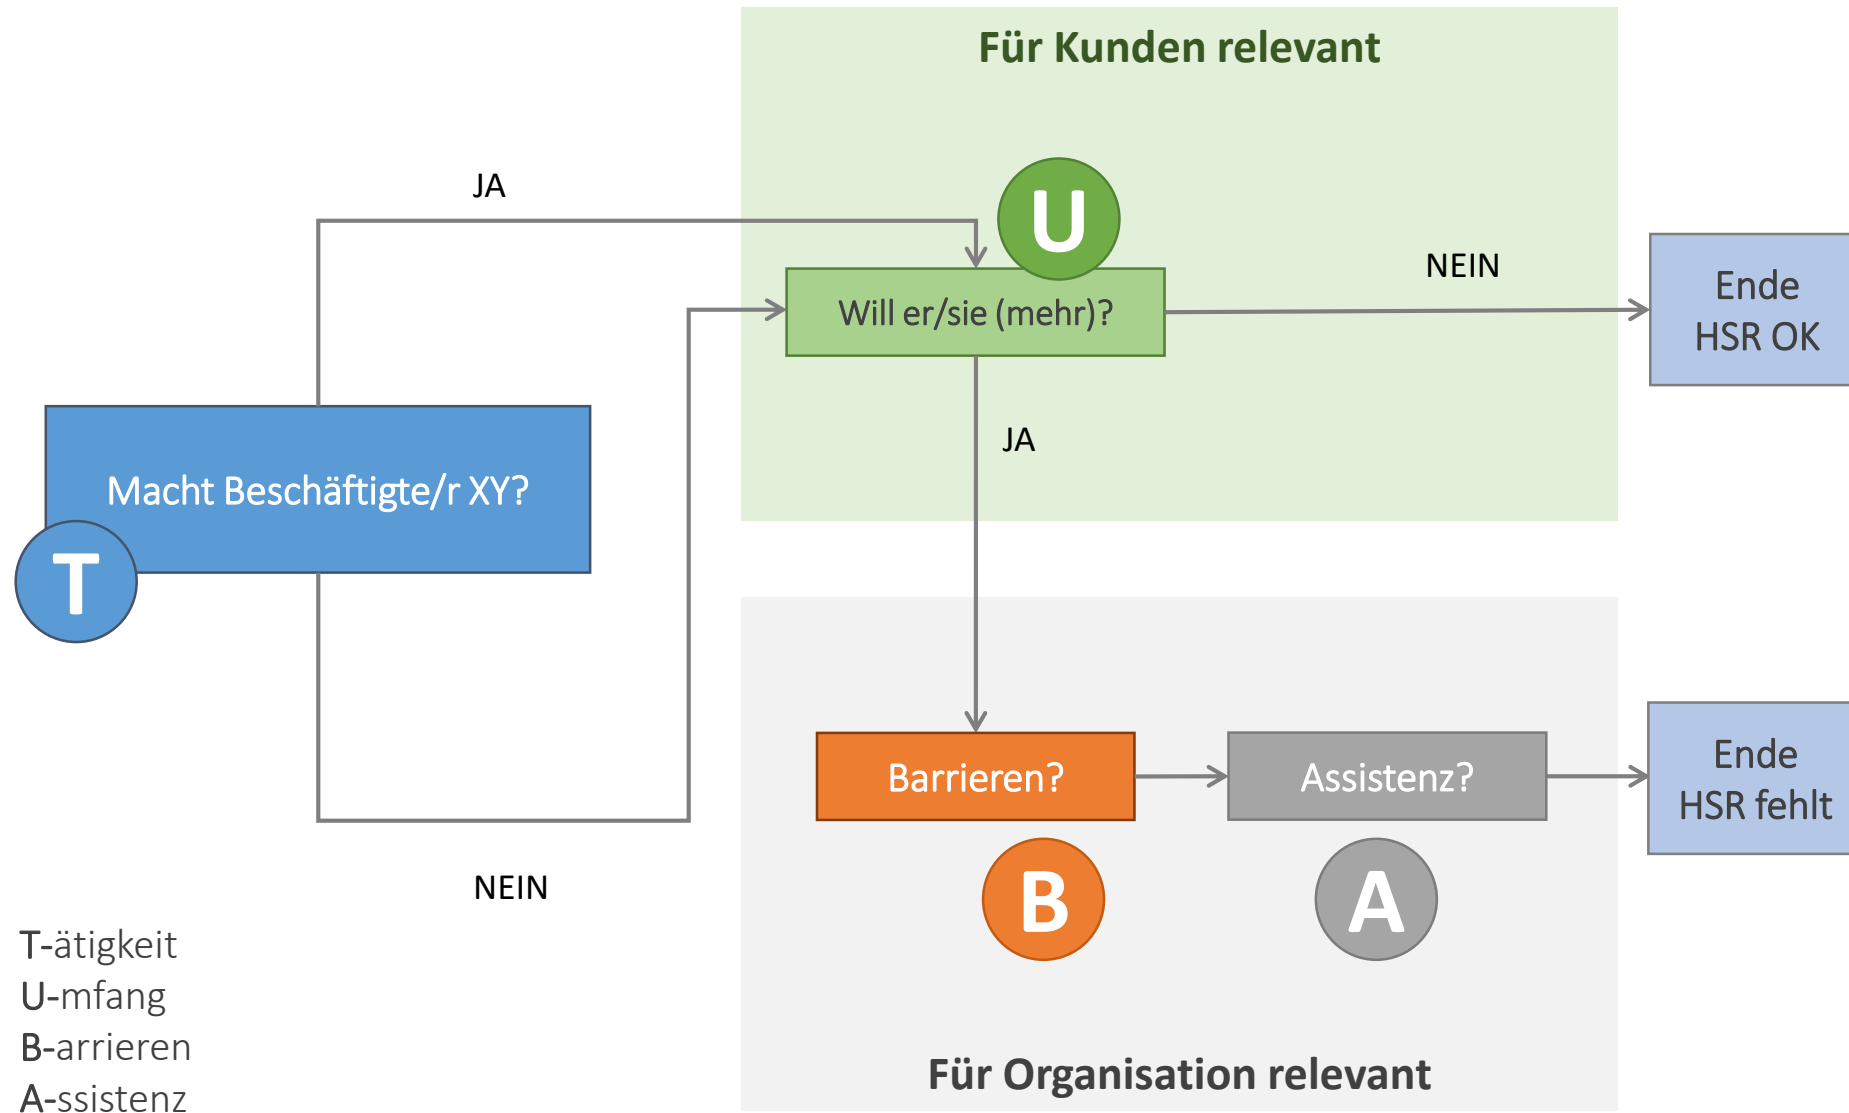 Für Kunden relevant
JA
U
Will er/sie (mehr)?
NEIN
Ende
HSR OK
JA
Macht Beschäftigte/r XY?
T
NEIN
Barrieren?
Assistenz?
Ende
HSR fehlt
B
A
Für Organisation relevant
T-ätigkeit
U-mfang
B-arrieren
A-ssistenz